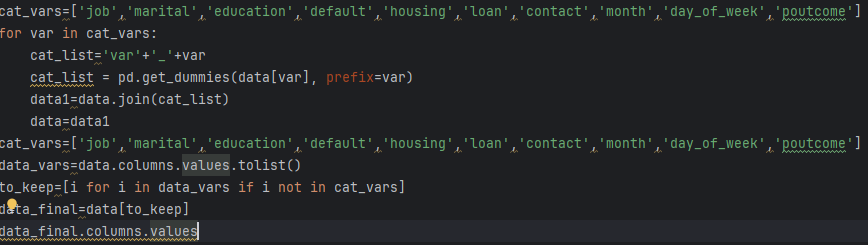 cat_vars=['job','marital','education','default','housing','loan','contact','month','day_of_week','poutcome']
for var in cat_vars:
    cat_list='var'+'_'+var
    cat_list = pd.get_dummies(data[var], prefix=var)
    data1=data.join(cat_list)
    data=data1
cat_vars=['job','marital','education','default','housing','loan','contact','month','day_of_week','poutcome']
data_vars=data.columns.values.tolist()
to_keep=[i for i in data_vars if i not in cat_vars]
data_final=data[to_keep]
data_final.columns.values